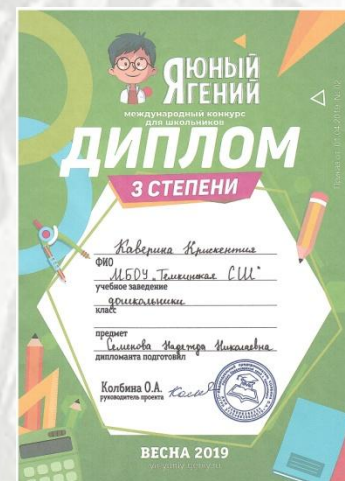 Я ЮНЫЙ
ГЕНИЙ
международный конкурс
для школьников
ДИПЛОМ
3 СТЕПЕНИ
Каверина Крискентия
ФИО
МБОУ "Темкинская СШ"
учебное заведение
дошкольники
класс
предмет
Семенова Надежда Николаевна
дипломанта подготовил
Колбина О.А.
руководитель проекта
ВЕСНА 2019